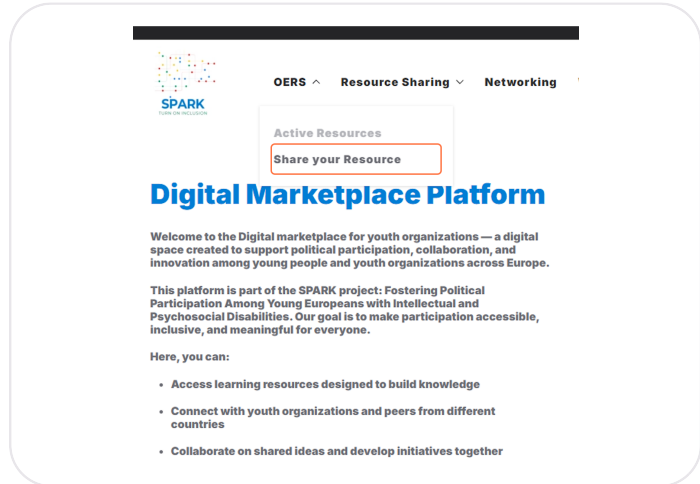 SPARK
TURN ON INCLUSION
OERS Resource Sharing Networking
Active Resources
Share your Resource
Digital Marketplace Platform
Welcome to the Digital marketplace for youth organizations — a digital
space created to support political participation, collaboration, and
innovation among young people and youth organizations across Europe.
This platform is part of the SPARK project: Fostering Political
Participation Among Young Europeans with Intellectual and
Psychosocial Disabilities. Our goal is to make participation accessible,
inclusive, and meaningful for everyone.
Here, you can:
• Access learning resources designed to build knowledge
• Connect with youth organizations and peers from different
countries
• Collaborate on shared ideas and develop initiatives together